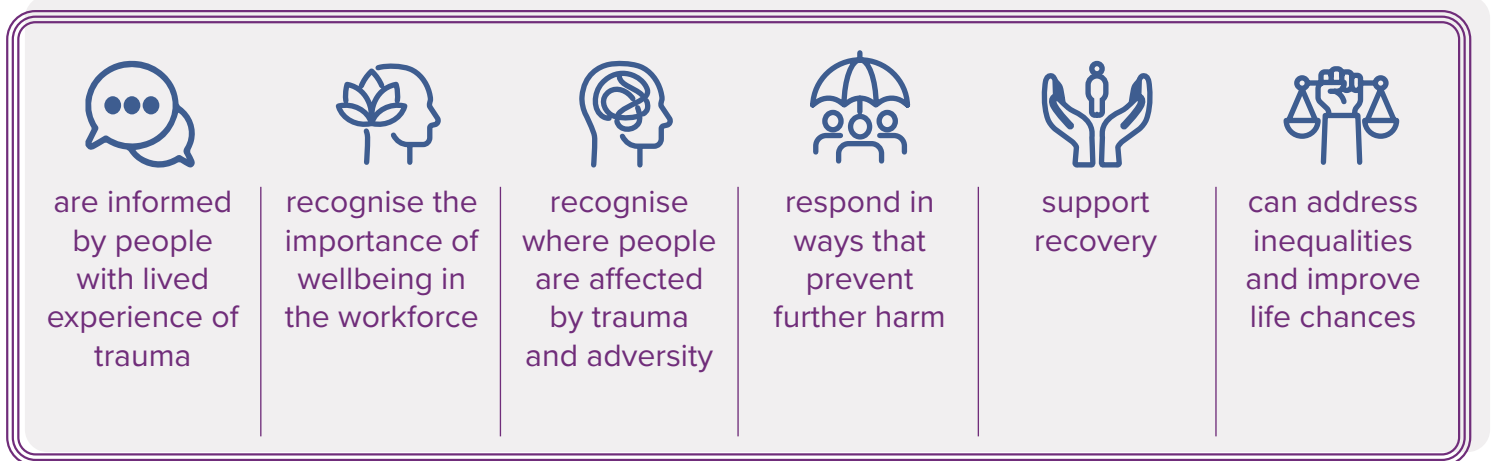 are informed
by people
with lived
experience of
trauma
recognise the
importance of
wellbeing in
the workforce
recognise
where people
are affected
by trauma
and adversity
respond in
ways that
prevent
further harm
support
recovery
can address
inequalities
and improve
life chances